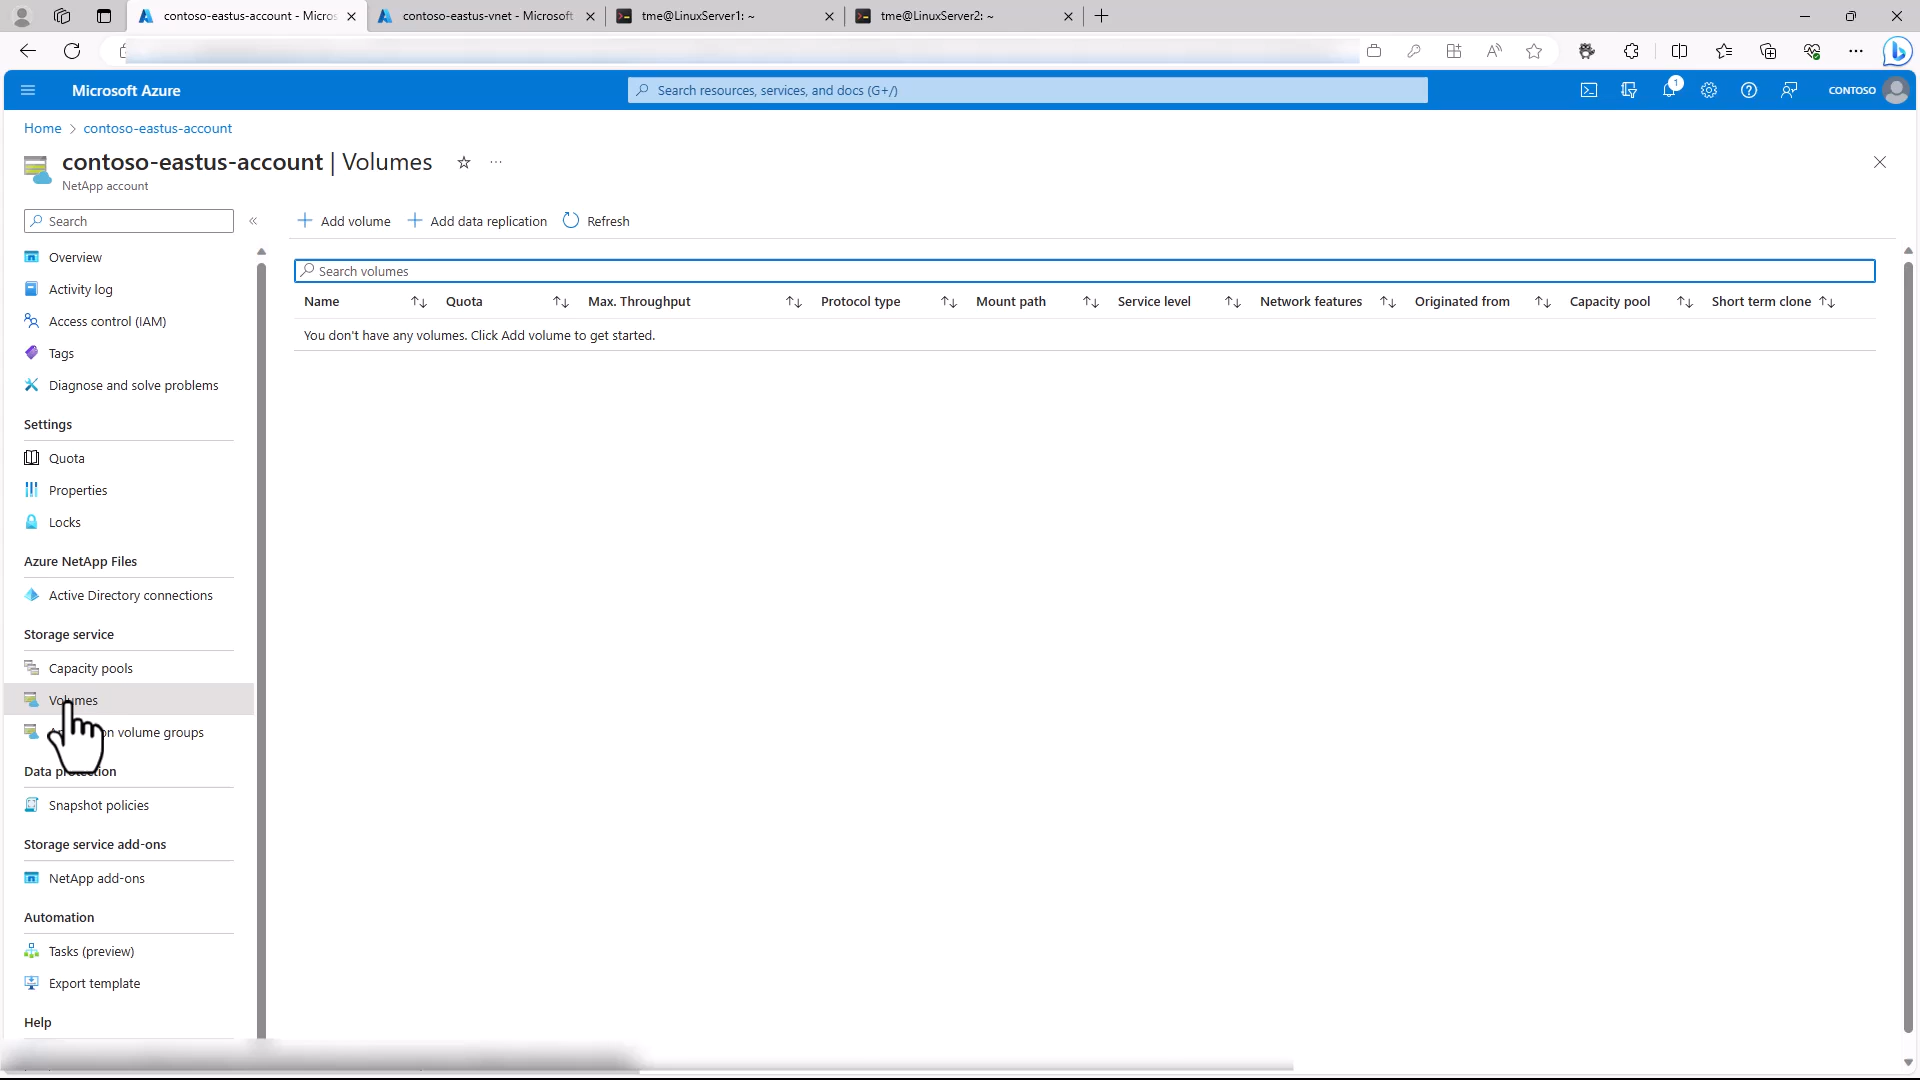 contoso-eastus-account - Micros
contoso-eastus-vnet - Microsoft
tme@LinuxServer1: ~
tme@LinuxServer2: ~
Microsoft Azure
Search resources, services, and docs (G+/)
1
CONTOSO
Home > contoso-eastus-account
contoso-eastus-account | Volumes
NetApp account
Search
Add volume
Add data replication
Refresh
Search volumes
Name
Quota
Max. Throughput
Protocol type
Mount path
Service level
Network features
Originated from
Capacity pool
Short term clone
You don't have any volumes. Click Add volume to get started.
Overview
Activity log
Access control (IAM)
Tags
Diagnose and solve problems
Settings
Quota
Properties
Locks
Azure NetApp Files
Active Directory connections
Storage service
Capacity pools
Volumes
volume groups
Data protection
Snapshot policies
Storage service add-ons
NetApp add-ons
Automation
Tasks (preview)
Export template
Help